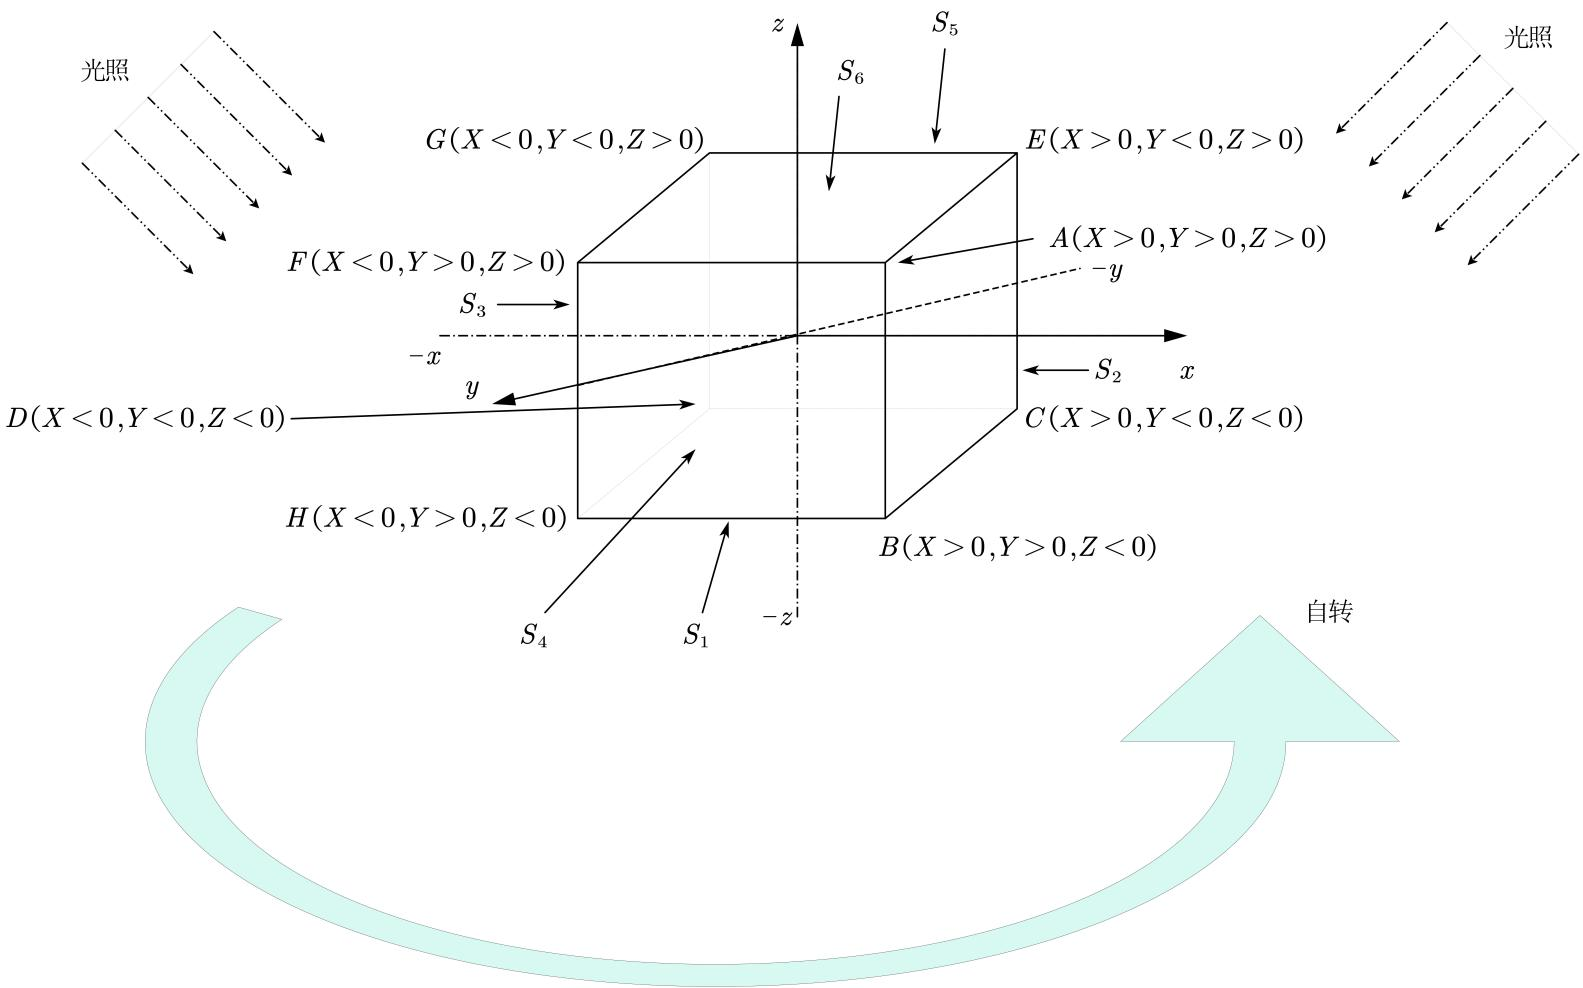 z
S₅
光照
光照
S₆
G(X<0,Y<0,Z>0)
E(X>0,Y<0,Z>0)
A(X>0,Y>0,Z>0)
F(X<0,Y>0,Z>0)
−y
S₃
−x
S₂
x
y
D(X<0,Y<0,Z<0)
C(X>0,Y<0,Z<0)
H(X<0,Y>0,Z<0)
B(X>0,Y>0,Z<0)
−z
S₄
S₁
自转